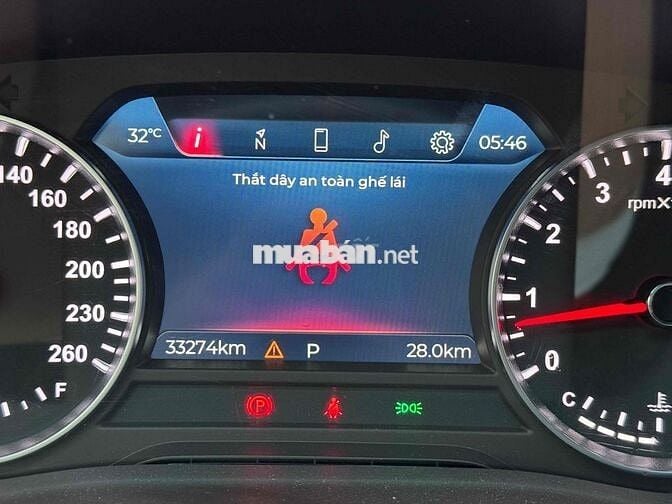 32°C i N 05:46
Thắt dây an toàn ghế lái
muaban.net
33274km P 28.0km
140
160
180
200
230
260
F
4
3
2
1
0
rpmx
C
P